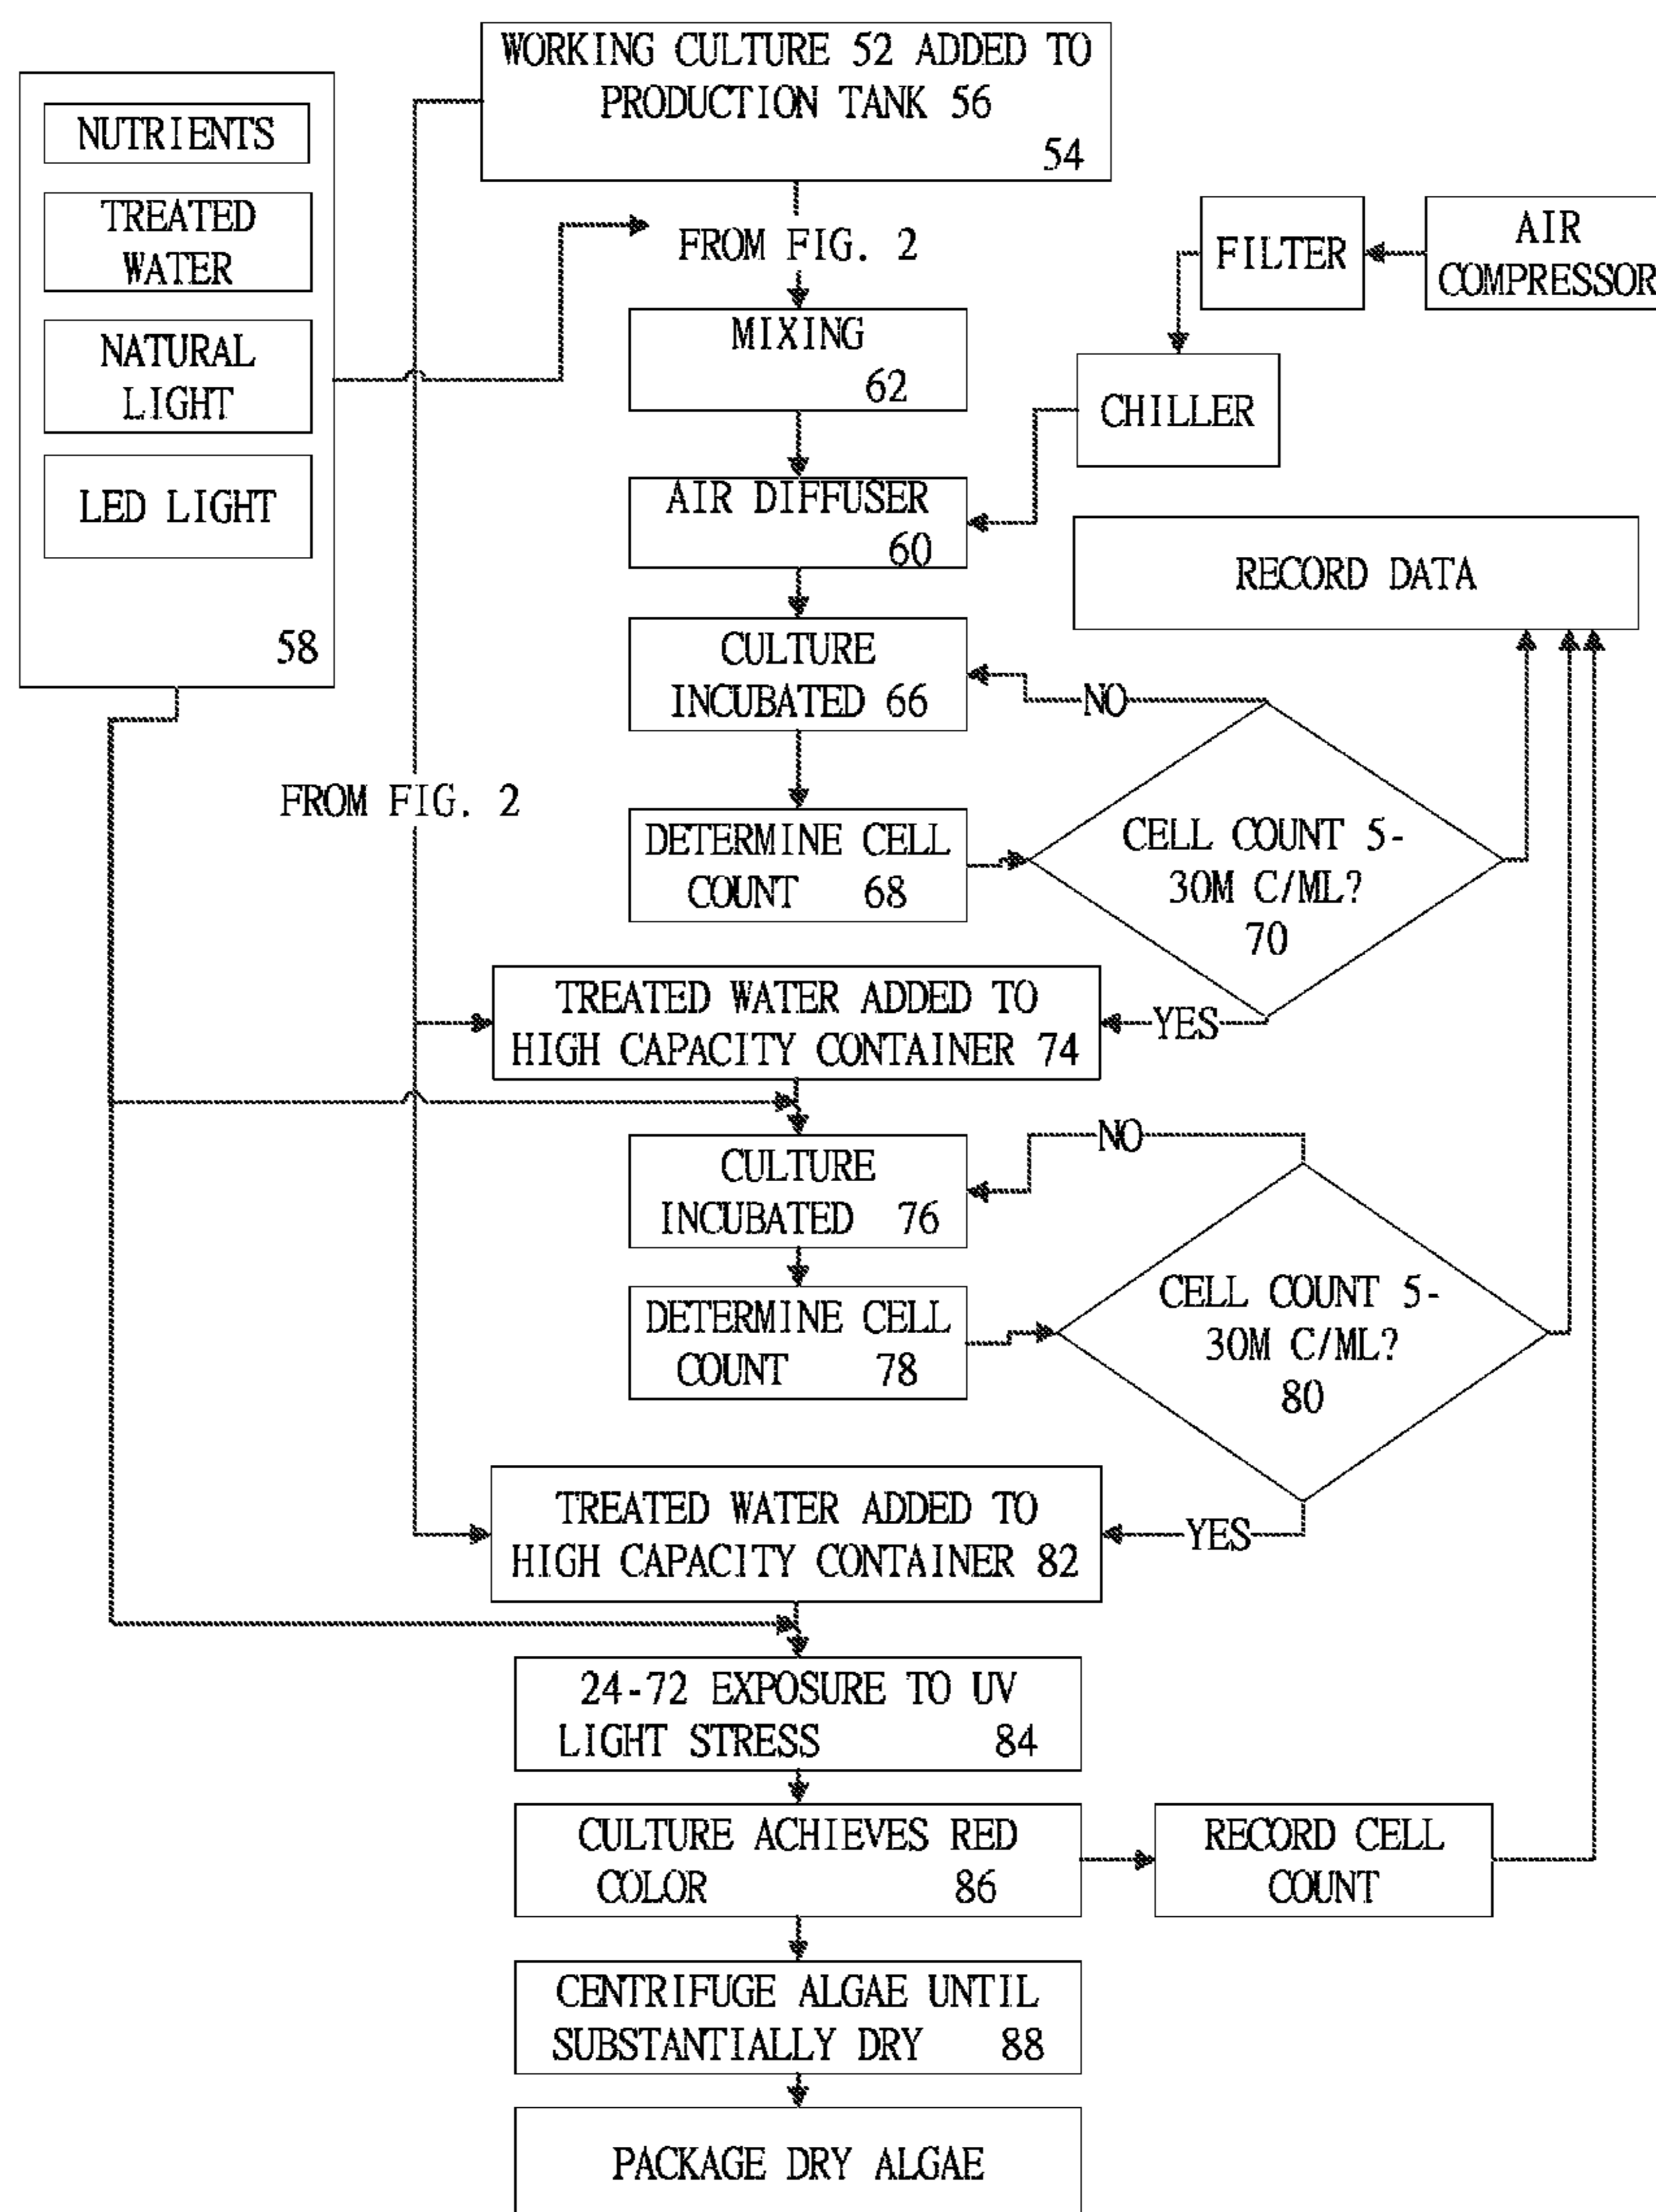 WORKING CULTURE 52 ADDED TO
PRODUCTION TANK 56
54
NUTRIENTS
TREATED
WATER
NATURAL
LIGHT
LED LIGHT
58
FROM FIG. 2
FILTER
AIR
COMPRESSOR
MIXING
62
CHILLER
AIR DIFFUSER
60
RECORD DATA
CULTURE
INCUBATED 66
NO
FROM FIG. 2
DETERMINE CELL
COUNT 68
CELL COUNT 5-
30M C/ML?
70
TREATED WATER ADDED TO
HIGH CAPACITY CONTAINER 74
YES
CULTURE
INCUBATED 76
NO
DETERMINE CELL
COUNT 78
CELL COUNT 5-
30M C/ML?
80
TREATED WATER ADDED TO
HIGH CAPACITY CONTAINER 82
YES
24-72 EXPOSURE TO UV
LIGHT STRESS 84
CULTURE ACHIEVES RED
COLOR 86
RECORD CELL
COUNT
CENTRIFUGE ALGAE UNTIL
SUBSTANTIALLY DRY 88
PACKAGE DRY ALGAE